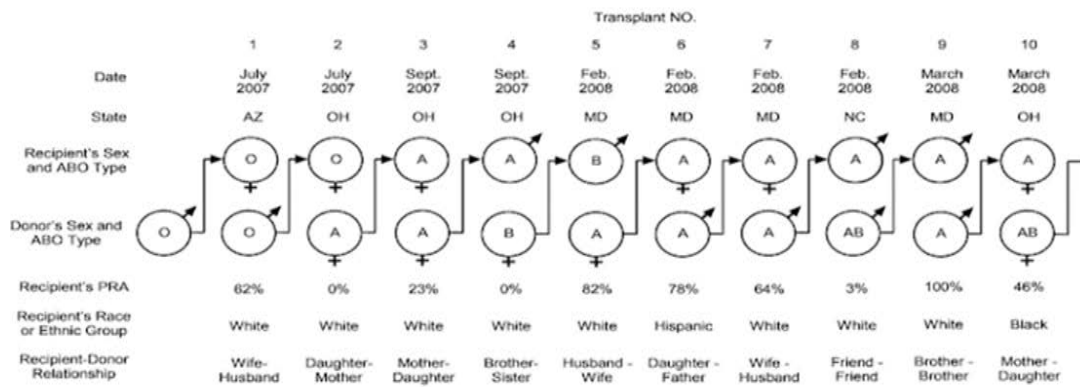 Transplant NO.
1 2 3 4 5 6 7 8 9 10
Date July 2007 July 2007 Sept. 2007 Sept. 2007 Feb. 2008 Feb. 2008 Feb. 2008 Feb. 2008 March 2008 March 2008
State AZ OH OH OH MD MD MD NC MD OH
Recipient's Sex and ABO Type O O A A B A A A A A
Donor's Sex and ABO Type O O A A B A A A AB A AB
Recipient's PRA 62% 0% 23% 0% 82% 78% 64% 3% 100% 46%
Recipient's Race or Ethnic Group White White White White White Hispanic White White White Black
Recipient-Donor Relationship Wife-Husband Daughter-Mother Mother-Daughter Brother-Sister Husband - Wife Daughter - Father Wife - Husband Friend - Friend Brother - Brother Mother - Daughter